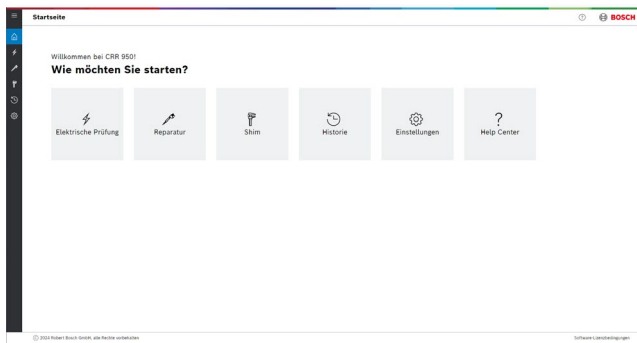 Startseite
BOSCH
Willkommen bei CRR 950!
Wie möchten Sie starten?
Elektrische Prüfung
Reparatur
Shim
Historie
Einstellungen
Help Center
© 2024 Robert Bosch GmbH, alle Rechte vorbehalten
Software-Lizenzbedingungen